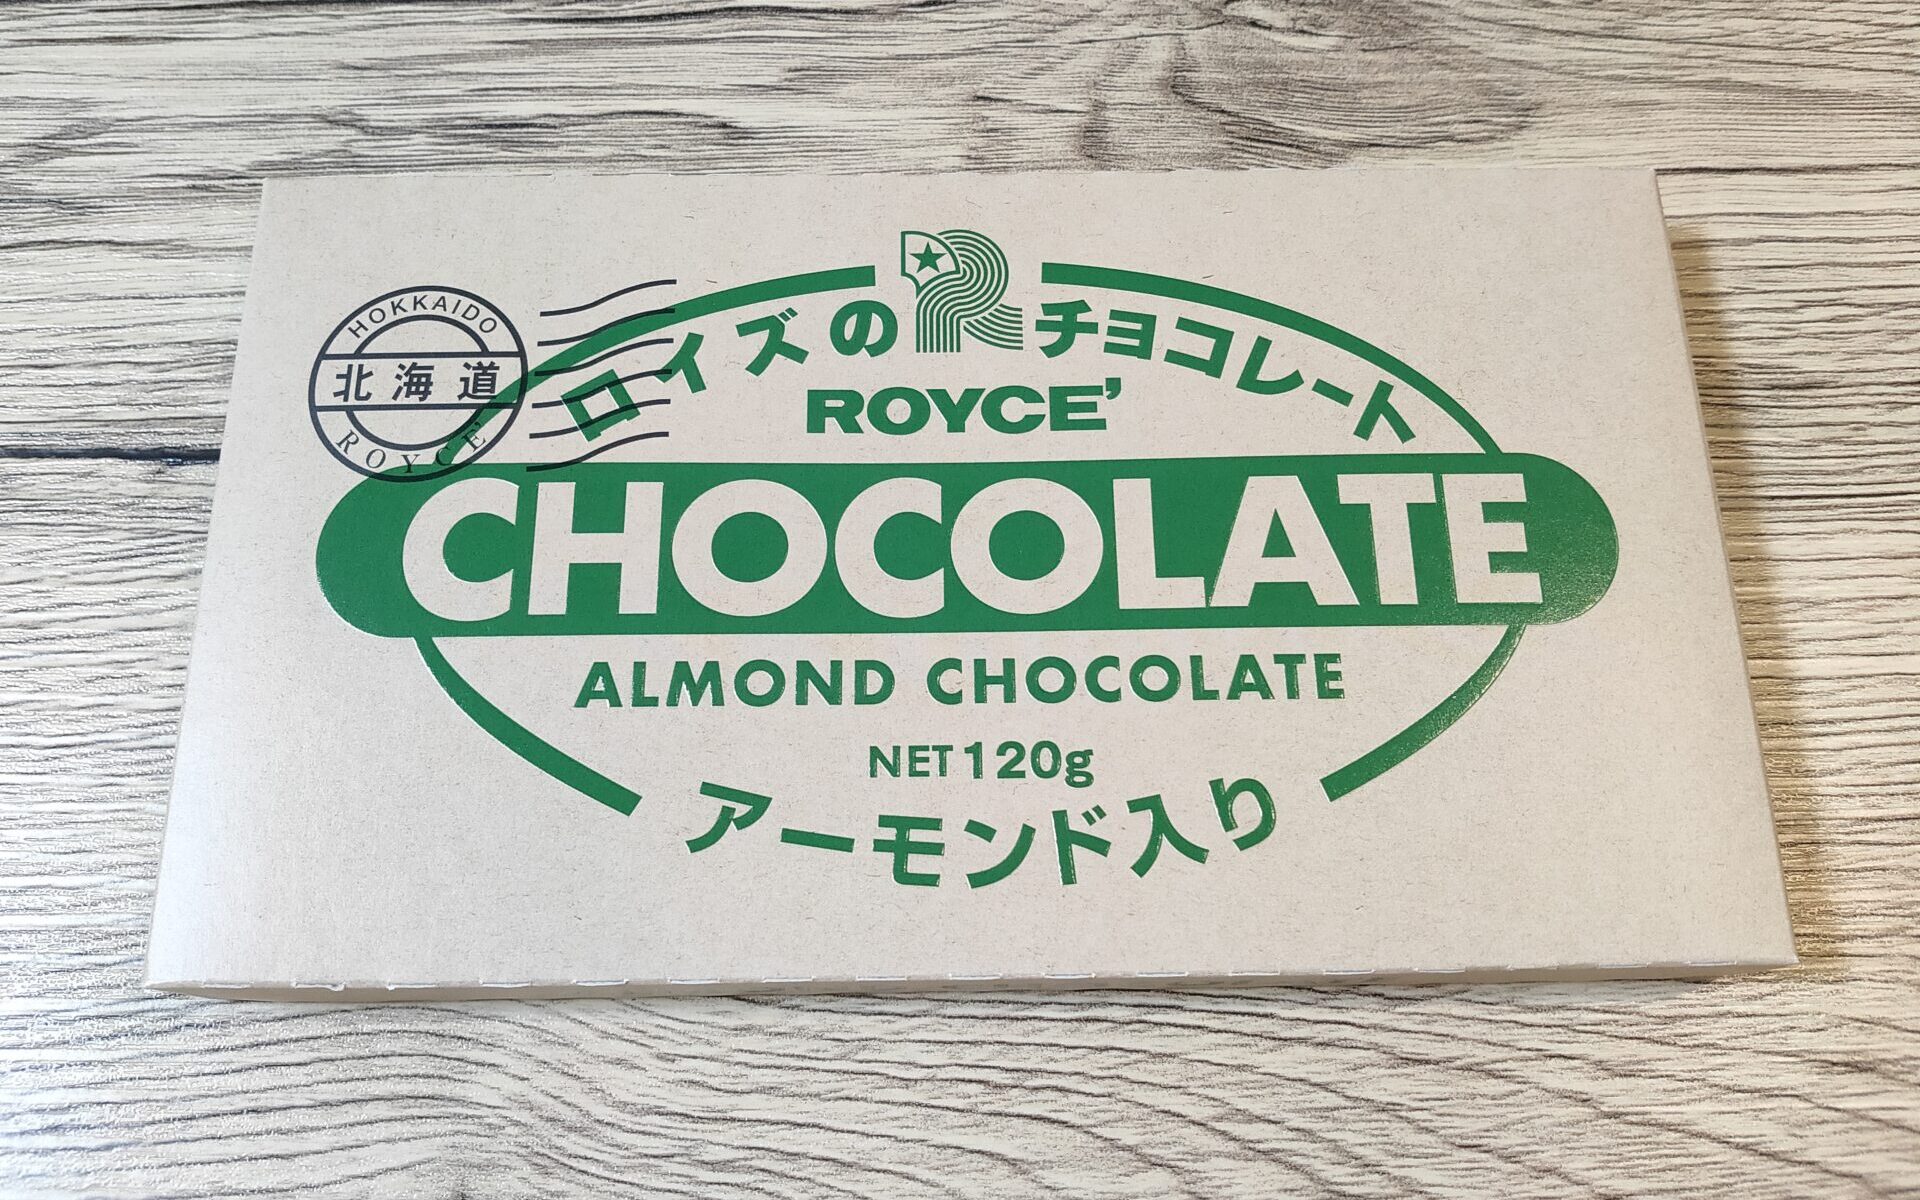 HOKKAIDO
北海道
ROYCE'
ロイズのチョコレート
ROYCE'
CHOCOLATE
ALMOND CHOCOLATE
NET 120g
アーモンド入り